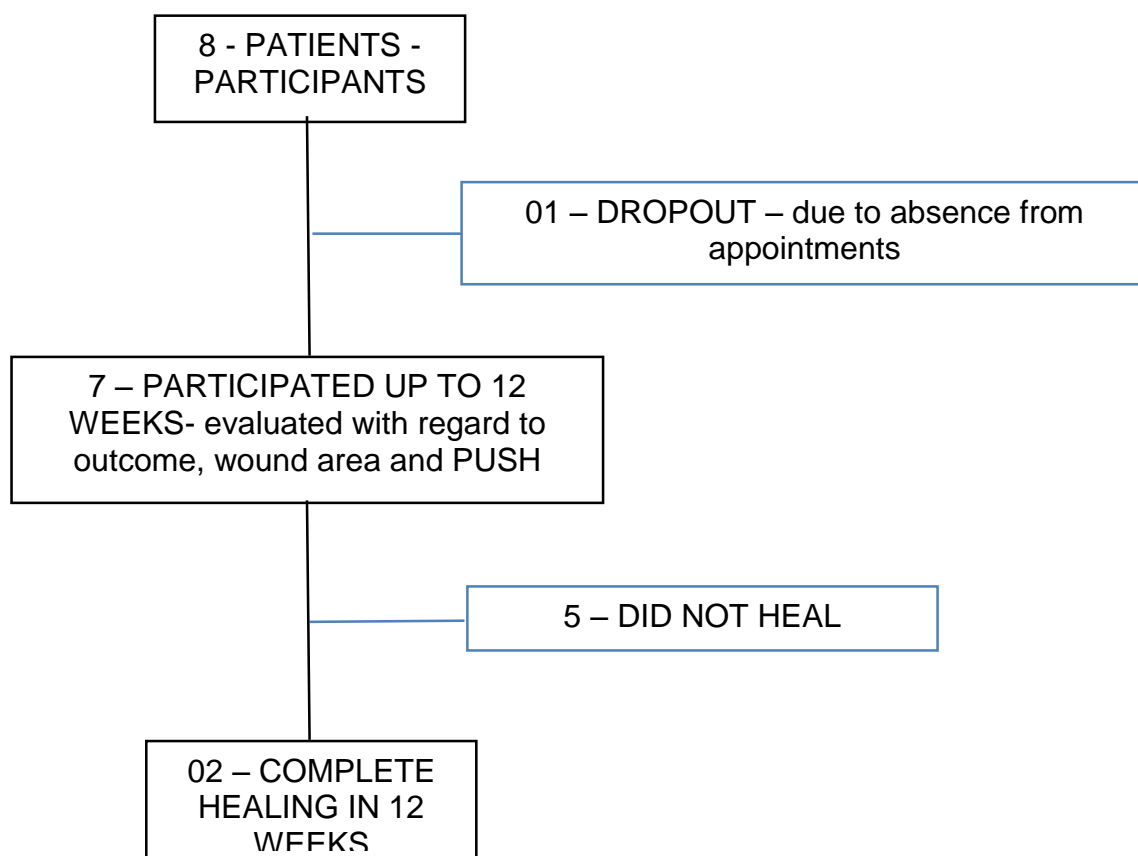 8 - PATIENTS -
PARTICIPANTS
01 – DROPOUT – due to absence from
appointments
7 – PARTICIPATED UP TO 12
WEEKS- evaluated with regard to
outcome, wound area and PUSH
5 – DID NOT HEAL
02 – COMPLETE
HEALING IN 12
WEEKS